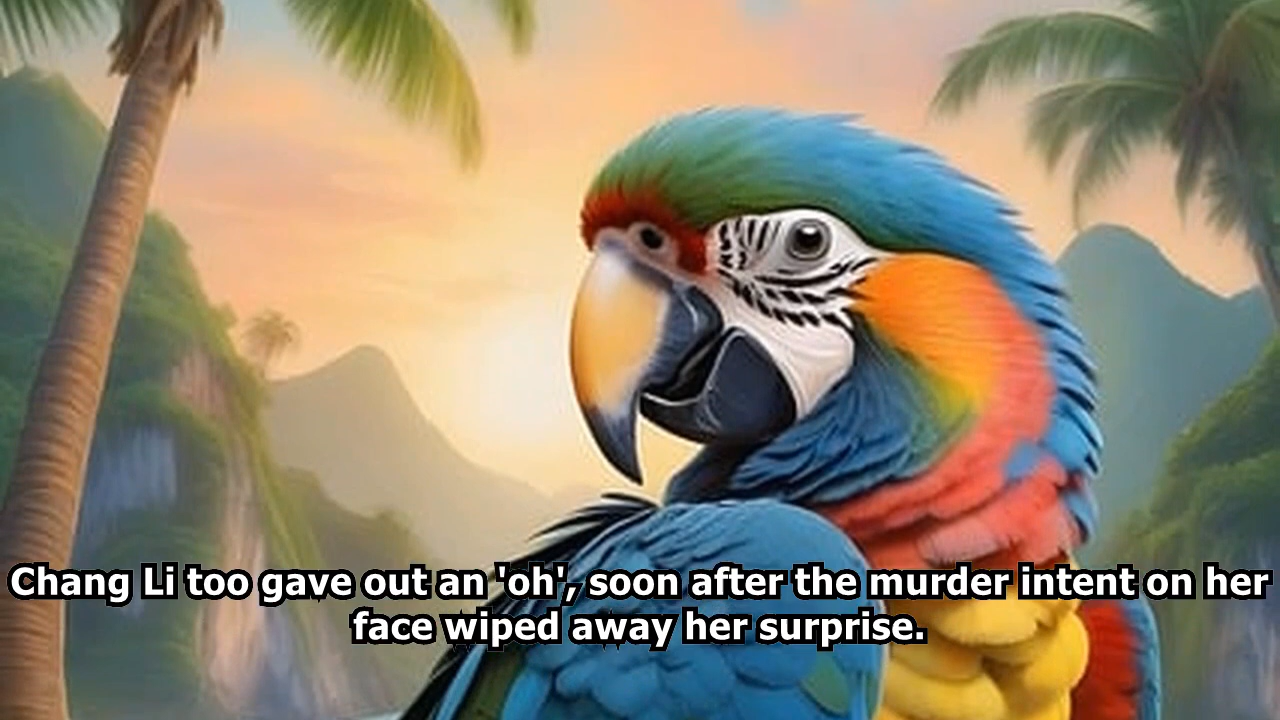 Chang Li too gave out an 'oh', soon after the murder intent on her
face wiped away her surprise.